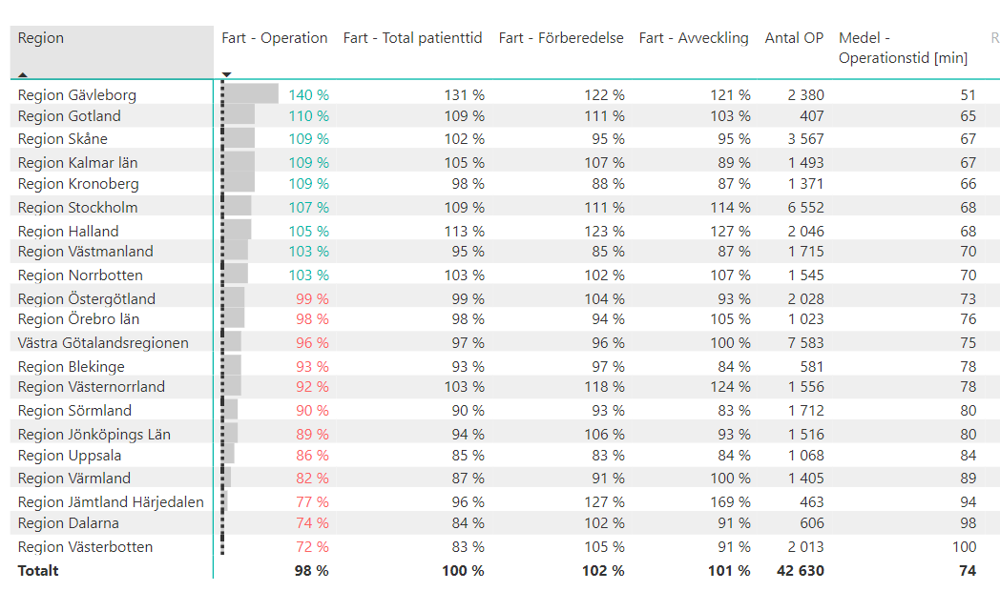 Region Fart - Operation Fart - Total patienttid Fart - Förberedelse Fart - Avveckling Antal OP Medel - R
Operationstid [min]
Region Gävleborg 140 % 131 % 122 % 121 % 2 380 51
Region Gotland 110 % 109 % 111 % 103 % 407 65
Region Skåne 109 % 102 % 95 % 95 % 3 567 67
Region Kalmar län 109 % 105 % 107 % 89 % 1 493 67
Region Kronoberg 109 % 98 % 88 % 87 % 1 371 66
Region Stockholm 107 % 109 % 111 % 114 % 6 552 68
Region Halland 105 % 113 % 123 % 127 % 2 046 68
Region Västmanland 103 % 95 % 85 % 87 % 1 715 70
Region Norrbotten 103 % 103 % 102 % 107 % 1 545 70
Region Östergötland 99 % 99 % 104 % 93 % 2 028 73
Region Örebro län 98 % 98 % 94 % 105 % 1 023 76
Västra Götalandsregionen 96 % 97 % 96 % 100 % 7 583 75
Region Blekinge 93 % 93 % 97 % 84 % 581 78
Region Västernorrland 92 % 103 % 118 % 124 % 1 556 78
Region Sörmland 90 % 90 % 93 % 83 % 1 712 80
Region Jönköpings Län 89 % 94 % 106 % 93 % 1 516 80
Region Uppsala 86 % 85 % 83 % 84 % 1 068 84
Region Värmland 82 % 87 % 91 % 100 % 1 405 89
Region Jämtland Härjedalen 77 % 96 % 127 % 169 % 463 94
Region Dalarna 74 % 84 % 102 % 91 % 606 98
Region Västerbotten 72 % 83 % 105 % 91 % 2 013 100
Totalt 98 % 100 % 102 % 101 % 42 630 74